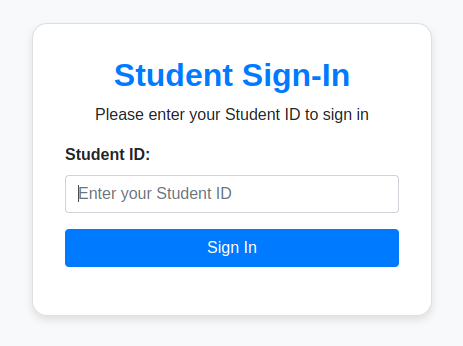 Student Sign-In
Please enter your Student ID to sign in
Student ID:
Enter your Student ID
Sign In